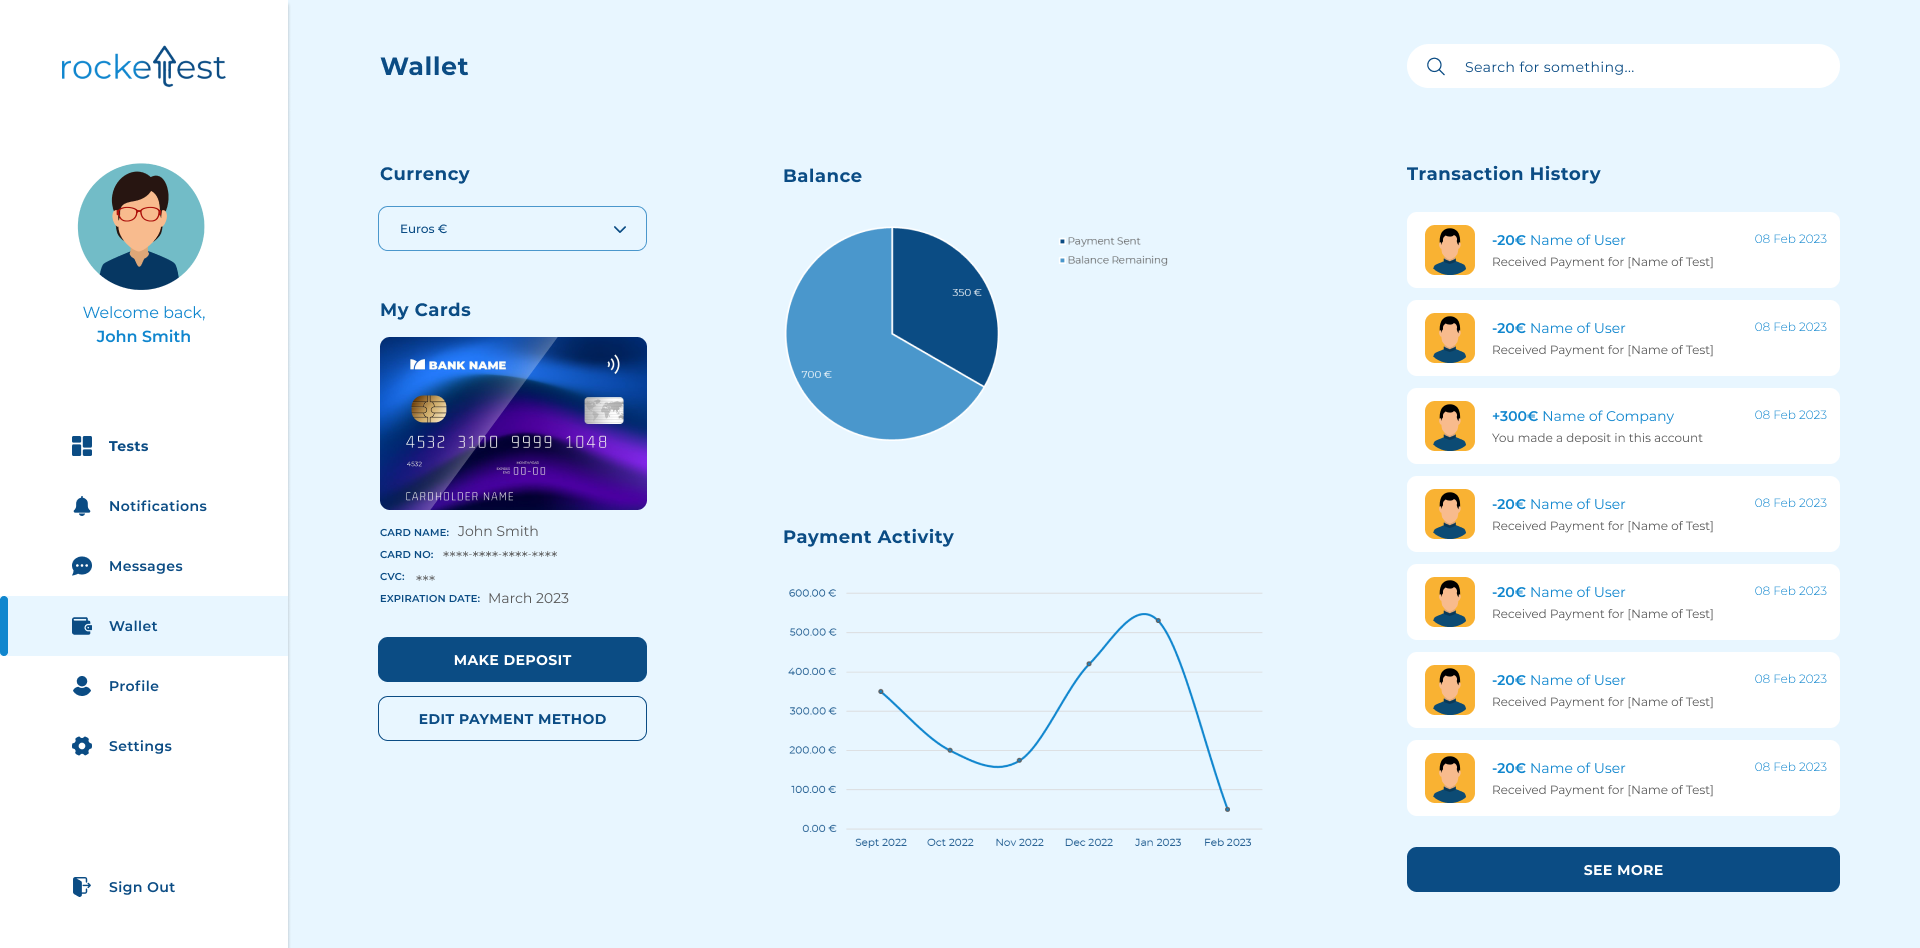 rocketest
Welcome back,
John Smith
Tests
Notifications
Messages
Wallet
Profile
Settings
Sign Out
Wallet
Search for something...
Currency
Euros €
My Cards
BANK NAME
4532 3100 9999 1048
4532
MONTH/YEAR
EXPIRES
END
00-00
CARDHOLDER NAME
CARD NAME: John Smith
CARD NO: ****-****-****-****
CVC: ***
EXPIRATION DATE: March 2023
MAKE DEPOSIT
EDIT PAYMENT METHOD
Balance
Payment Sent
Balance Remaining
350 €
700 €
Payment Activity
600.00 €
500.00 €
400.00 €
300.00 €
200.00 €
100.00 €
0.00 €
Sept 2022 Oct 2022 Nov 2022 Dec 2022 Jan 2023 Feb 2023
Transaction History
-20€ Name of User 08 Feb 2023
Received Payment for [Name of Test]
-20€ Name of User 08 Feb 2023
Received Payment for [Name of Test]
+300€ Name of Company 08 Feb 2023
You made a deposit in this account
-20€ Name of User 08 Feb 2023
Received Payment for [Name of Test]
-20€ Name of User 08 Feb 2023
Received Payment for [Name of Test]
-20€ Name of User 08 Feb 2023
Received Payment for [Name of Test]
-20€ Name of User 08 Feb 2023
Received Payment for [Name of Test]
SEE MORE